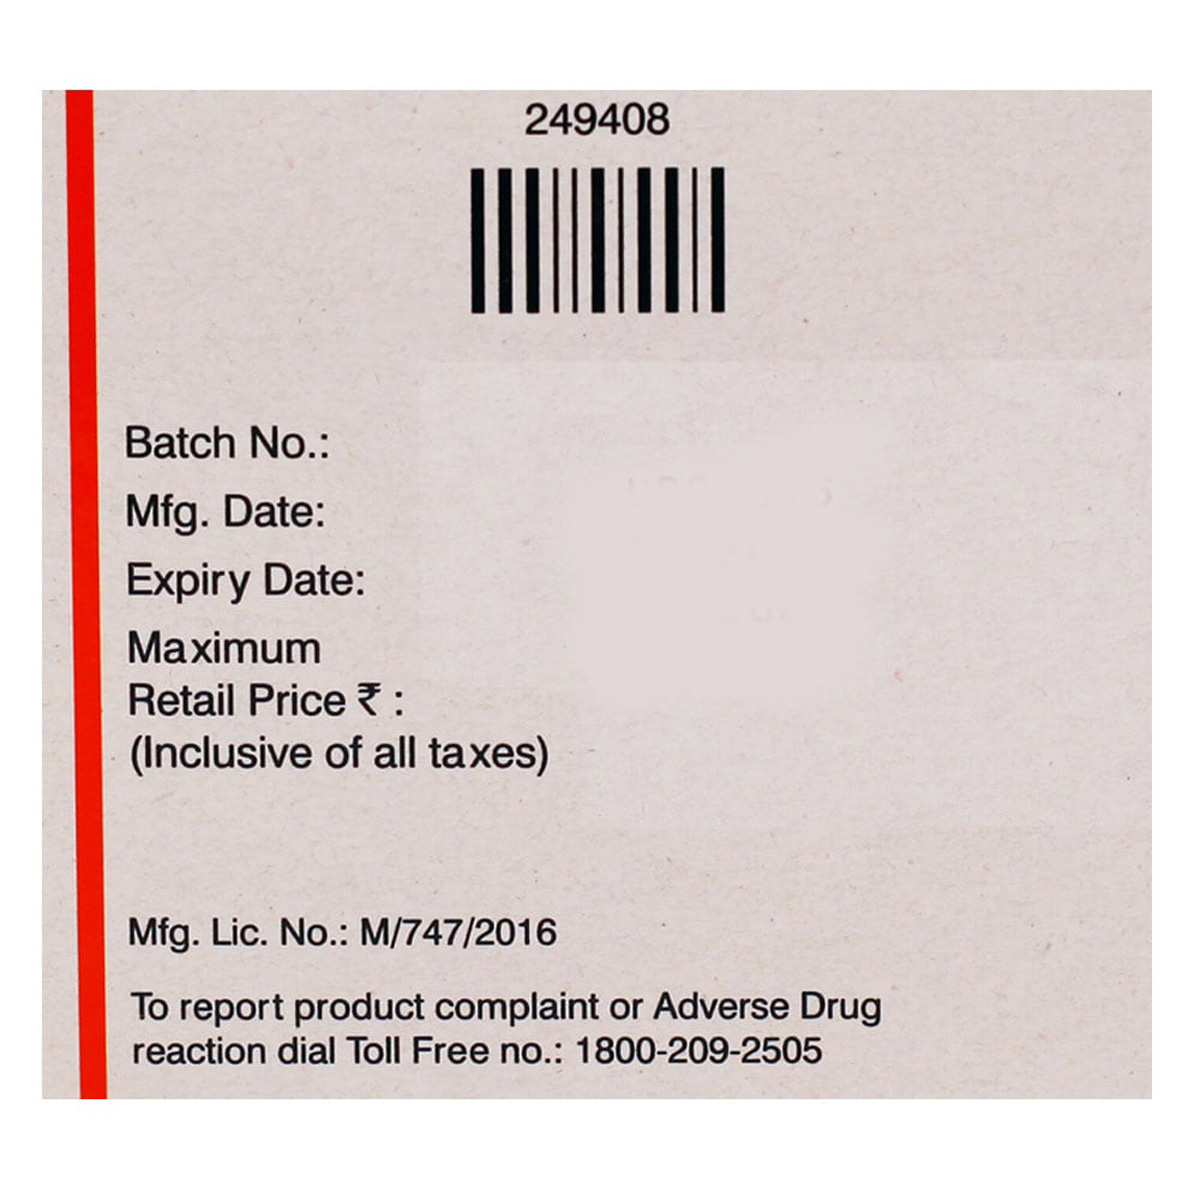 249408
Batch No.:
Mfg. Date:
Expiry Date:
Maximum
Retail Price ₹ :
(Inclusive of all taxes)
Mfg. Lic. No.: M/747/2016
To report product complaint or Adverse Drug
reaction dial Toll Free no.: 1800-209-2505